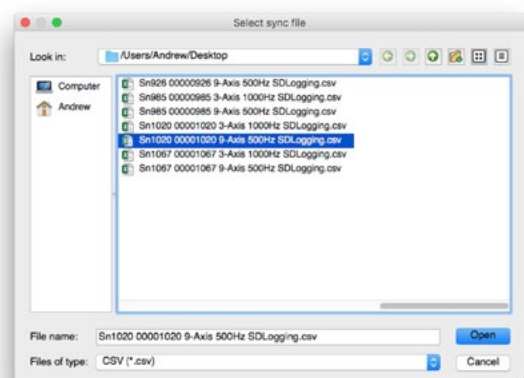 Select sync file
Look in: /Users/Andrew/Desktop
Computer
Andrew
Sn926 00000926 9-Axis 500Hz SDLogging.csv
Sn985 00000985 3-Axis 1000Hz SDLogging.csv
Sn985 00000985 9-Axis 500Hz SDLogging.csv
Sn1020 00001020 3-Axis 1000Hz SDLogging.csv
Sn1020 00001020 9-Axis 500Hz SDLogging.csv
Sn1067 00001067 3-Axis 1000Hz SDLogging.csv
Sn1067 00001067 9-Axis 500Hz SDLogging.csv
File name: Sn1020 00001020 9-Axis 500Hz SDLogging.csv Open
Files of type: CSV (*.csv) Cancel